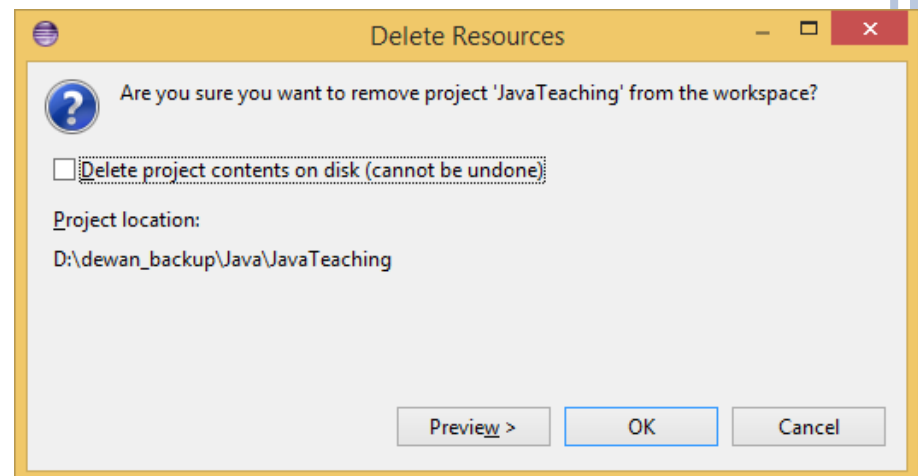 Delete Resources
Are you sure you want to remove project 'JavaTeaching' from the workspace?
Delete project contents on disk (cannot be undone)
Project location:
D:\dewan_backup\Java\JavaTeaching
Preview > OK Cancel